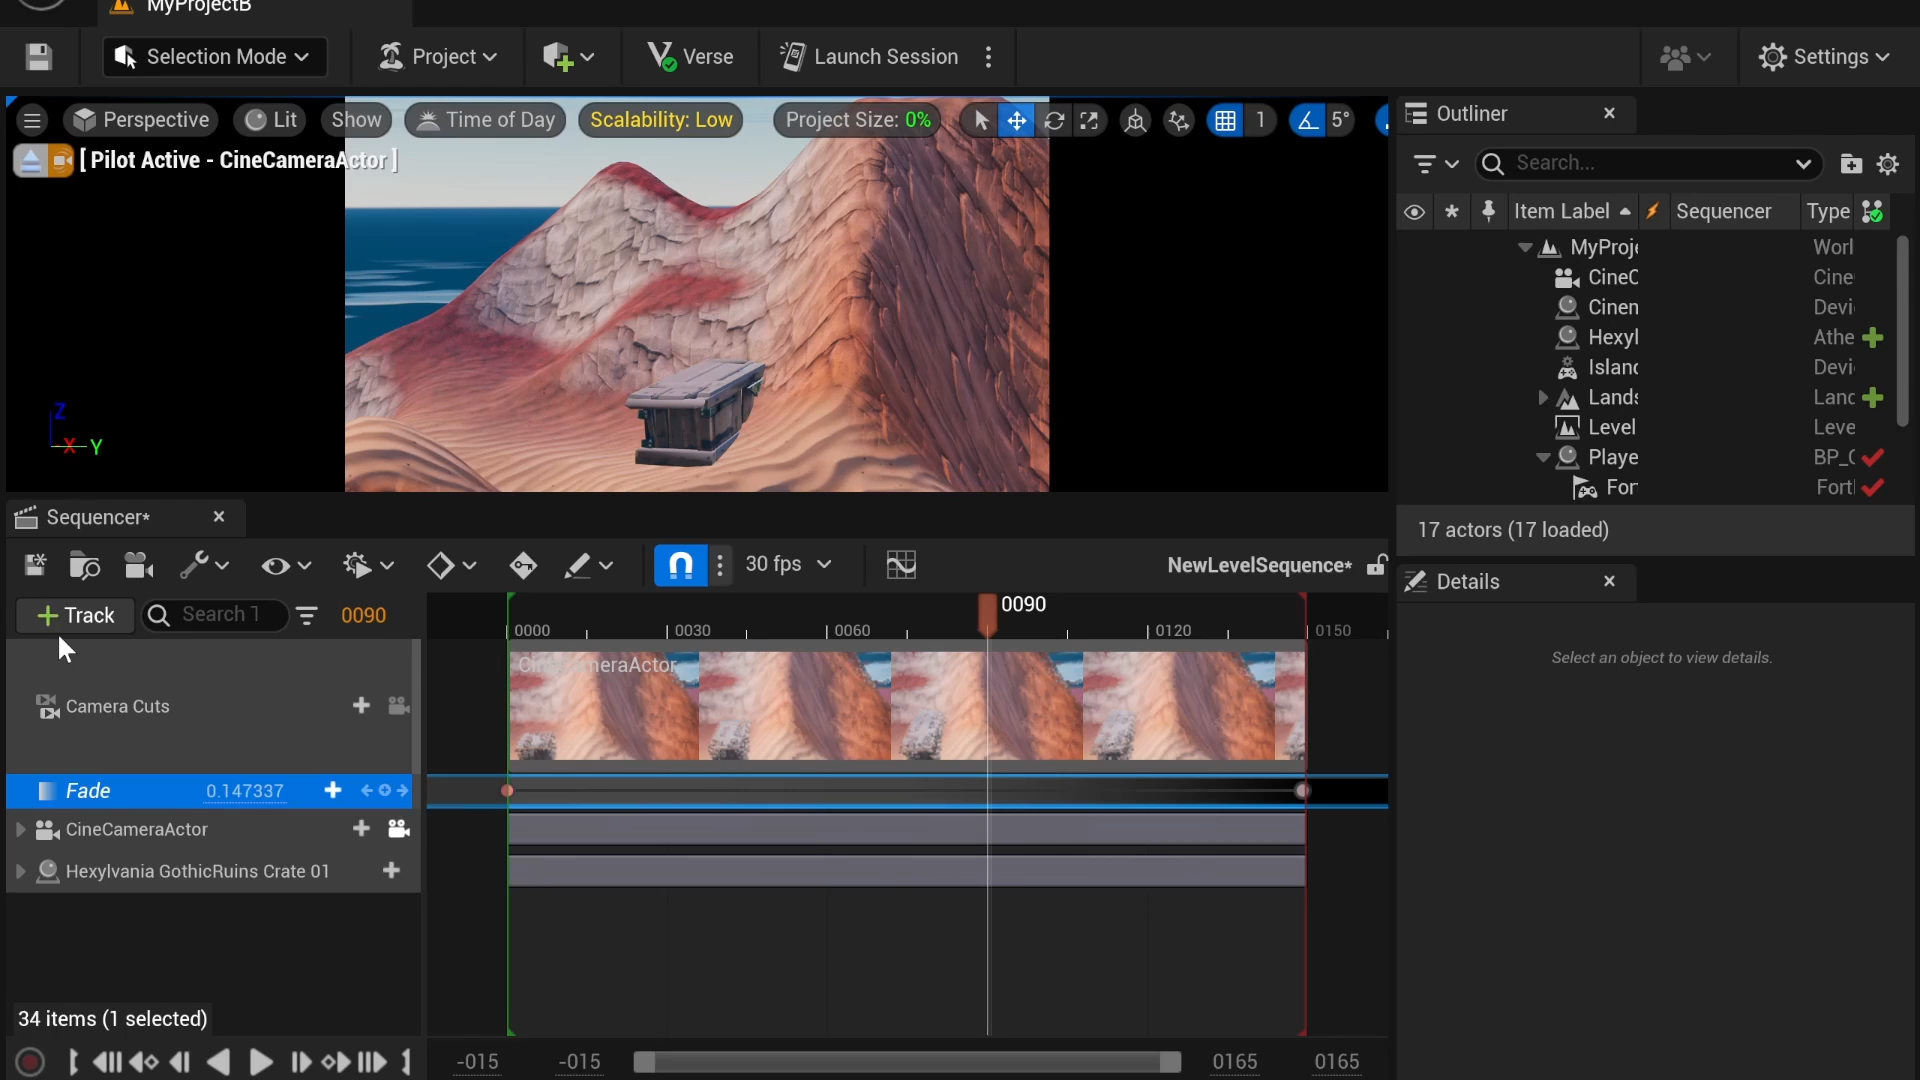 MyProjectB
Selection Mode
Project
Verse
Launch Session
Settings
Perspective
Lit
Show
Time of Day
Scalability: Low
Project Size: 0%
1
5°
[ Pilot Active - CineCameraActor ]
Z
X
Y
Outliner
Search...
Item Label
Sequencer
Type
MyProje
Worl
CineC
Cine
Cinen
Devi
Hexyl
Athe
Islanc
Devi
Lands
Lanc
Level
Leve
Playe
BP_C
For
Fort
17 actors (17 loaded)
Details
Select an object to view details.
Sequencer*
30 fps
NewLevelSequence*
Track
Search T
0090
0090
0000
0030
0060
0120
0150
CineCameraActor
Camera Cuts
Fade
0.147337
CineCameraActor
Hexylvania GothicRuins Crate 01
34 items (1 selected)
-015
-015
0165
0165